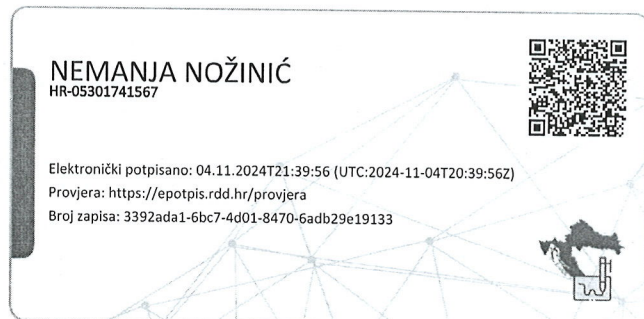 NEMANJA NOŽINIĆ
HR-05301741567
Elektronički potpisano: 04.11.2024T21:39:56 (UTC:2024-11-04T20:39:56Z)
Provjera: https://epotpis.rdd.hr/provjera
Broj zapisa: 3392ada1-6bc7-4d01-8470-6adb29e19133